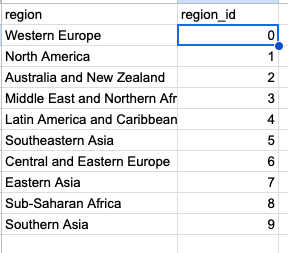 region region_id
Western Europe 0
North America 1
Australia and New Zealand 2
Middle East and Northern Afr 3
Latin America and Caribbean 4
Southeastern Asia 5
Central and Eastern Europe 6
Eastern Asia 7
Sub-Saharan Africa 8
Southern Asia 9